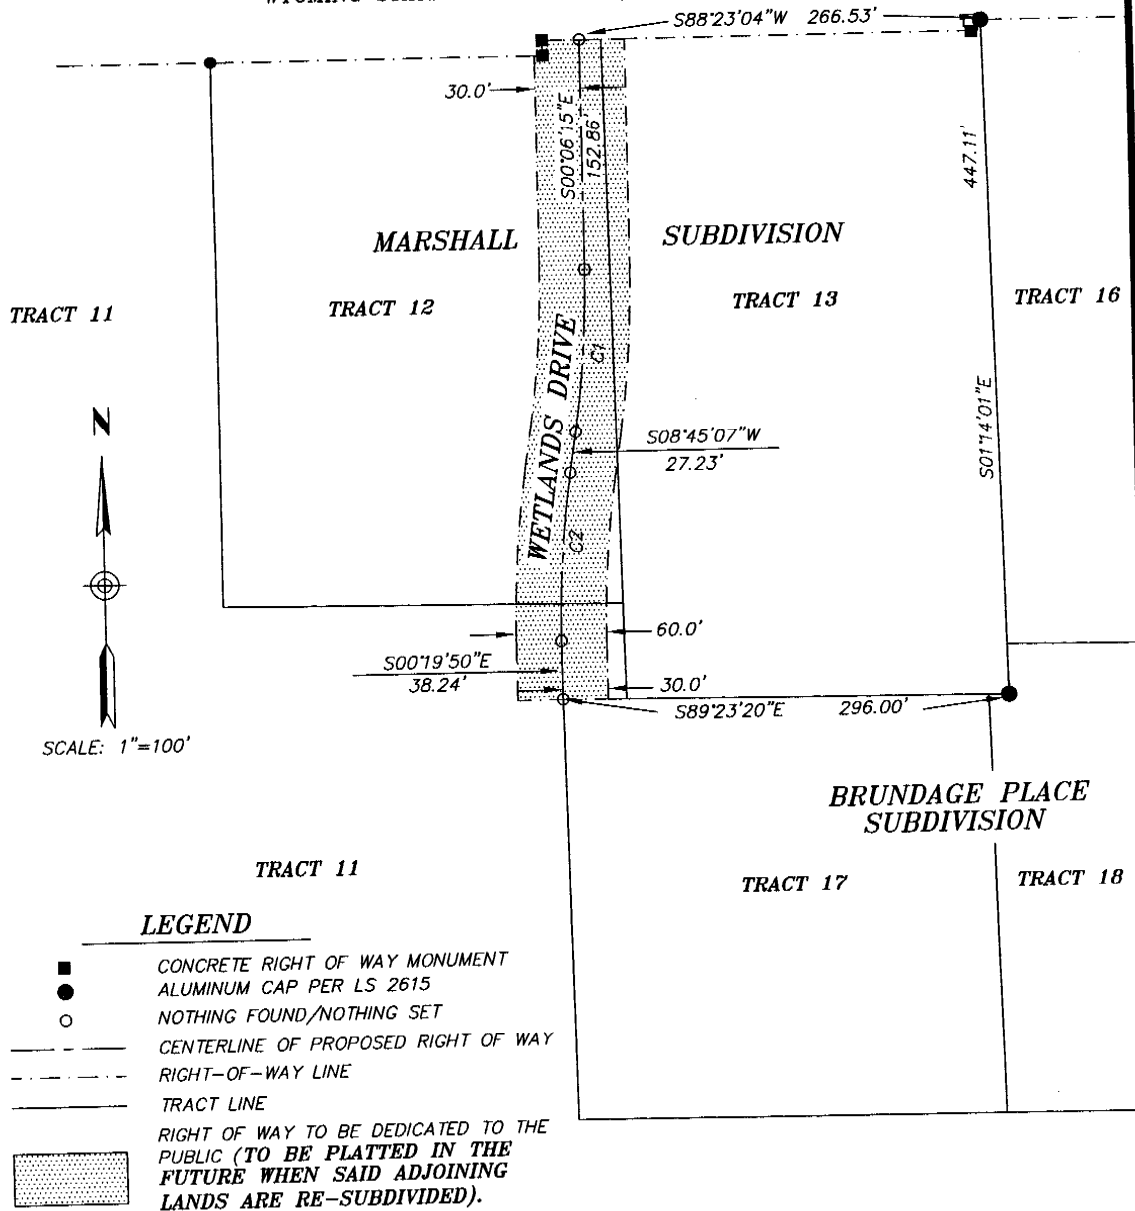 S88°23'04"W 266.53'
30.0'
S00°06'15"E
152.86'
447.11'
MARSHALL SUBDIVISION
TRACT 11
TRACT 12
TRACT 13
TRACT 16
WETLANDS DRIVE
C1
S01°14'01"E
N
S08°45'07"W
27.23'
C2
60.0'
S00°19'50"E
38.24'
30.0'
S89°23'20"E 296.00'
SCALE: 1"=100'
BRUNDAGE PLACE
SUBDIVISION
TRACT 11
TRACT 17
TRACT 18
LEGEND
CONCRETE RIGHT OF WAY MONUMENT
ALUMINUM CAP PER LS 2615
NOTHING FOUND/NOTHING SET
CENTERLINE OF PROPOSED RIGHT OF WAY
RIGHT-OF-WAY LINE
TRACT LINE
RIGHT OF WAY TO BE DEDICATED TO THE
PUBLIC (TO BE PLATTED IN THE
FUTURE WHEN SAID ADJOINING
LANDS ARE RE-SUBDIVIDED).